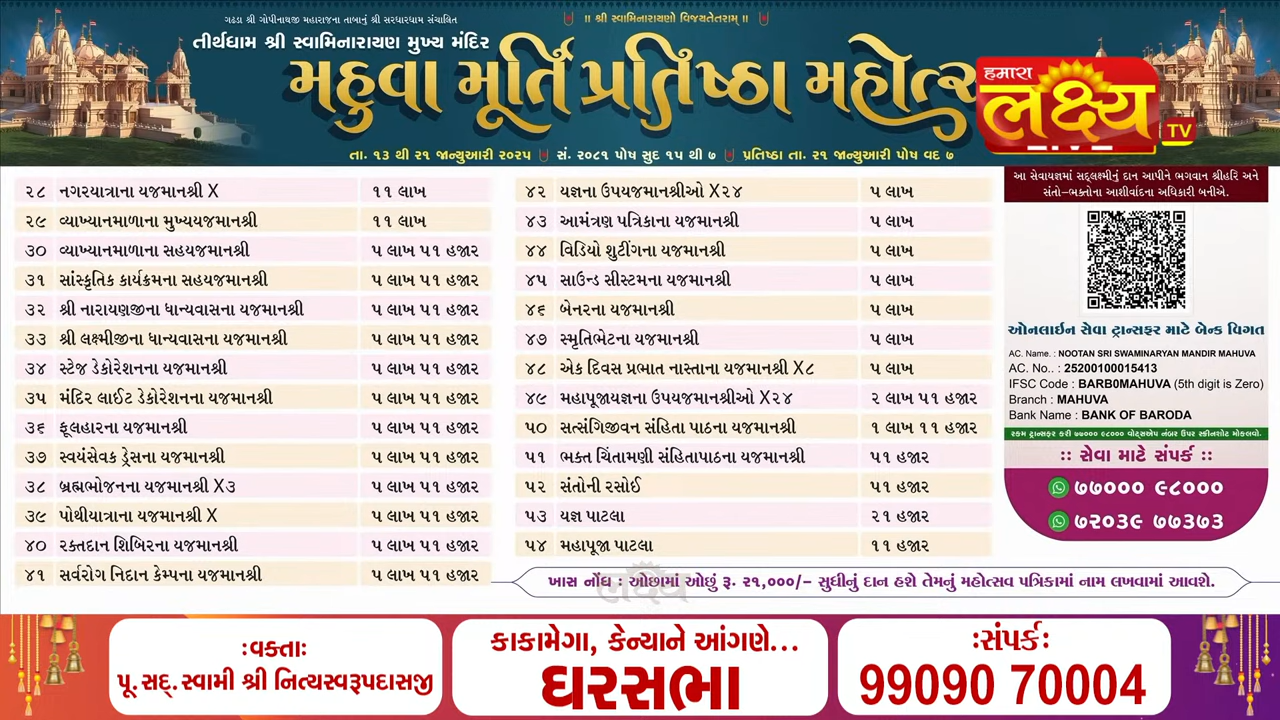 ગઢડા શ્રી ગોપીનાથજી મહારાજના તાબાનું શ્રી સરધારધામ સંચાલિત
|| શ્રી સ્વામિનારાયણો વિજયતેતરામ્ ||
તીર્થધામ શ્રી સ્વામિનારાયણ મુખ્ય મંદિર
મહુવા મૂર્તિ પ્રતિષ્ઠા મહોત્સ
હમારા
લક્ષ્ય
TV
તા. ૧૩ થી ૨૧ જાન્યુઆરી ૨૦૨૫ સં. ૨૦૮૧ પોષ સુદ ૧૫ થી ૭ પ્રતિષ્ઠા તા. ૨૧ જાન્યુઆરી પોષ વદ ૭
૨૮ નગરયાત્રાના યજમાનશ્રી X ૧૧ લાખ
૨૯ વ્યાખ્યાનમાળાના મુખ્યયજમાનશ્રી ૧૧ લાખ
૩૦ વ્યાખ્યાનમાળાના સહયજમાનશ્રી ૫ લાખ ૫૧ હજાર
૩૧ સાંસ્કૃતિક કાર્યક્રમના સહયજમાનશ્રી ૫ લાખ ૫૧ હજાર
૩૨ શ્રી નારાયણજીના ધાન્યવાસના યજમાનશ્રી ૫ લાખ ૫૧ હજાર
૩૩ શ્રી લક્ષ્મીજીના ધાન્યવાસના યજમાનશ્રી ૫ લાખ ૫૧ હજાર
૩૪ સ્ટેજ ડેકોરેશનના યજમાનશ્રી ૫ લાખ ૫૧ હજાર
૩૫ મંદિર લાઈટ ડેકોરેશનના યજમાનશ્રી ૫ લાખ ૫૧ હજાર
૩૬ ફૂલહારના યજમાનશ્રી ૫ લાખ ૫૧ હજાર
૩૭ સ્વયંસેવક ડ્રેસના યજમાનશ્રી ૫ લાખ ૫૧ હજાર
૩૮ બ્રહ્મભોજનના યજમાનશ્રી X૩ ૫ લાખ ૫૧ હજાર
૩૯ પોથીયાત્રાના યજમાનશ્રી X ૫ લાખ ૫૧ હજાર
૪૦ રક્તદાન શિબિરના યજમાનશ્રી ૫ લાખ ૫૧ હજાર
૪૧ સર્વરોગ નિદાન કેમ્પના યજમાનશ્રી ૫ લાખ ૫૧ હજાર
૪૨ યજ્ઞના ઉપયજમાનશ્રીઓ X૨૪ ૫ લાખ
૪૩ આમંત્રણ પત્રિકાના યજમાનશ્રી ૫ લાખ
૪૪ વિડિયો શુટીંગના યજમાનશ્રી ૫ લાખ
૪૫ સાઉન્ડ સીસ્ટમના યજમાનશ્રી ૫ લાખ
૪૬ બેનરના યજમાનશ્રી ૫ લાખ
૪૭ સ્મૃતિભેટના યજમાનશ્રી ૫ લાખ
૪૮ એક દિવસ પ્રભાત નાસ્તાના યજમાનશ્રી X૮ ૫ લાખ
૪૯ મહાપૂજાયજ્ઞના ઉપયજમાનશ્રીઓ X૨૪ ૨ લાખ ૫૧ હજાર
૫૦ સત્સંગિજીવન સંહિતા પાઠના યજમાનશ્રી ૧ લાખ ૧૧ હજાર
૫૧ ભક્ત ચિંતામણી સંહિતાપાઠના યજમાનશ્રી ૫૧ હજાર
૫૨ સંતોની રસોઈ ૫૧ હજાર
૫૩ યજ્ઞ પાટલા ૨૧ હજાર
૫૪ મહાપૂજા પાટલા ૧૧ હજાર
ખાસ નોંધ : ઓછામાં ઓછું રૂ. ૨૧,૦૦૦/- સુધીનું દાન હશે તેમનું મહોત્સવ પત્રિકામાં નામ લખવામાં આવશે.
લક્ષ્ય
આ સેવાયજ્ઞમાં સદ્લક્ષ્મીનું દાન આપીને ભગવાન શ્રીહરિ અને
સંતો-ભક્તોના આશીર્વાદના અધિકારી બનીએ.
ઓનલાઈન સેવા ટ્રાન્સફર માટે બેન્ક વિગત
AC. Name. : NOOTAN SRI SWAMINARYAN MANDIR MAHUVA
AC. No.. : 25200100015413
IFSC Code : BARB0MAHUVA (5th digit is Zero)
Branch : MAHUVA
Bank Name : BANK OF BARODA
રકમ ટ્રાન્સફર કરી ૭૭૦૦૦ ૯૮૦૦૦ વોટ્સએપ નંબર ઉપર સ્ક્રીનશોટ મોકલવો.
:: સેવા માટે સંપર્ક ::
૭૭૦૦૦ ૯૮૦૦૦
૭૨૦૩૯ ૭૭૩૭૩
:વક્તા:
પૂ.સદ્.સ્વામી શ્રી નિત્યસ્વરૂપદાસજી
કાકામેગા, કેન્યાને આંગણે...
ઘરસભા
:સંપર્ક:
99090 70004